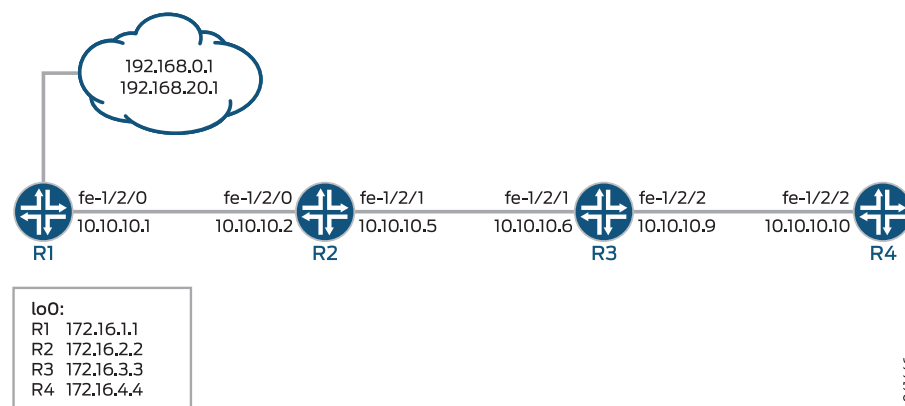 192.168.0.1
192.168.20.1
fe-1/2/0 fe-1/2/0 fe-1/2/1 fe-1/2/1 fe-1/2/2 fe-1/2/2
10.10.10.1 10.10.10.2 10.10.10.5 10.10.10.6 10.10.10.9 10.10.10.10
R1 R2 R3 R4
lo0:
R1 172.16.1.1
R2 172.16.2.2
R3 172.16.3.3
R4 172.16.4.4